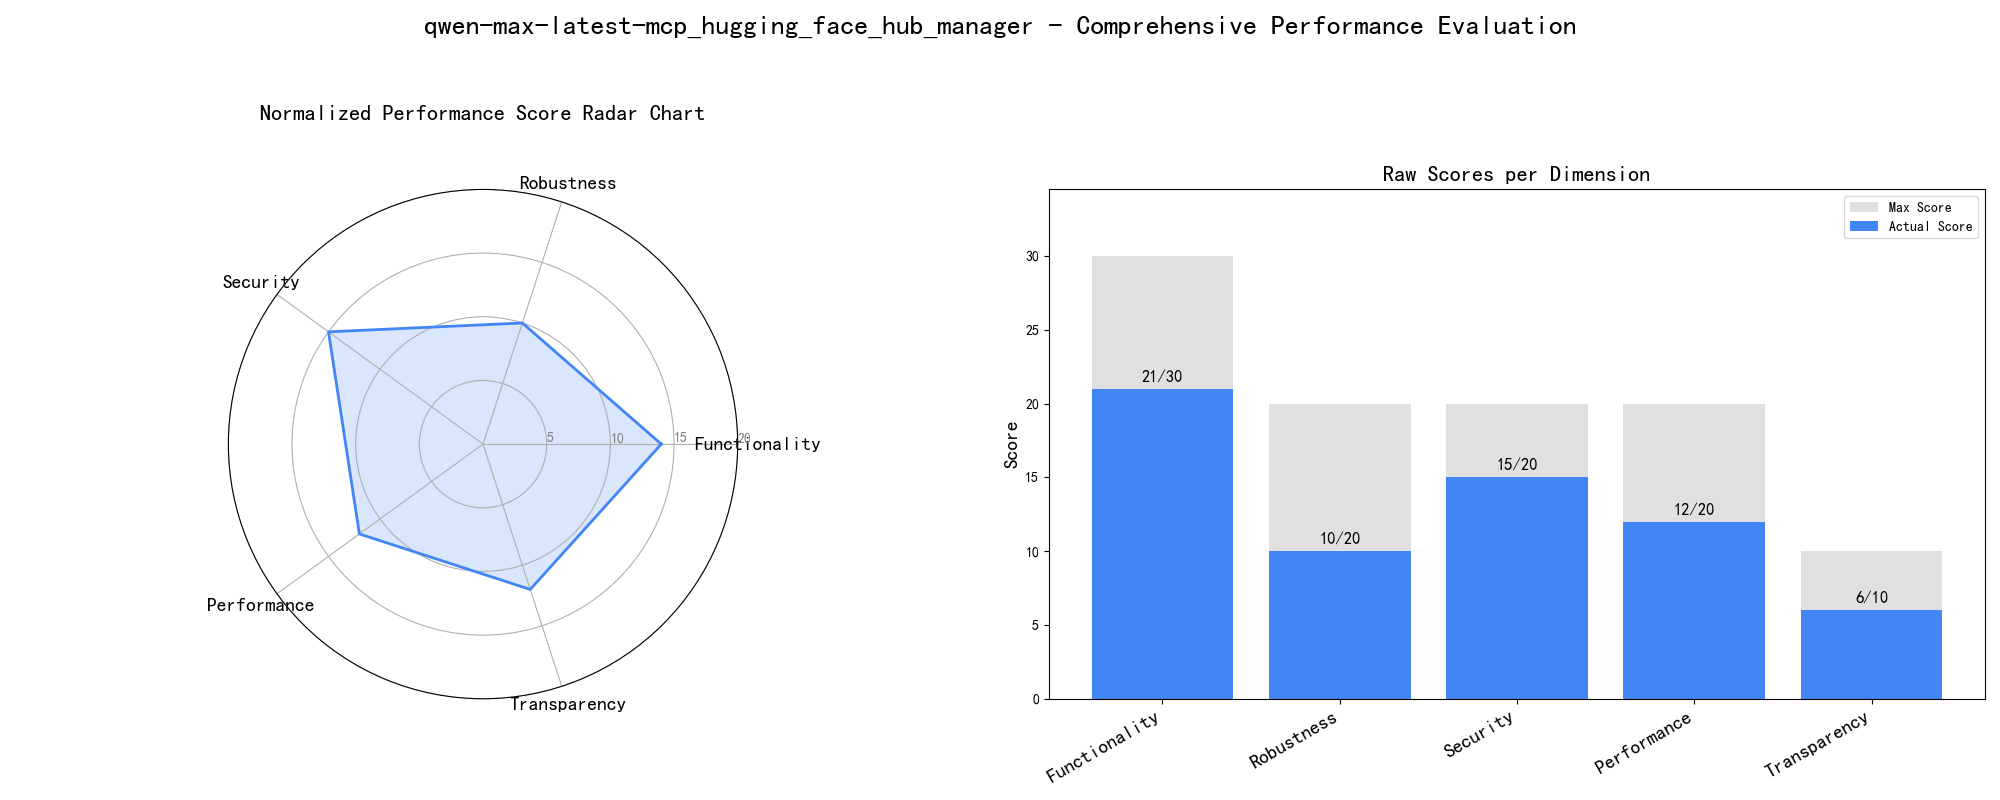 qwen-max-latest-mcp_hugging_face_hub_manager - Comprehensive Performance Evaluation
Normalized Performance Score Radar Chart
Robustness
Security
Functionality
5
10
15
20
Performance
Transparency
Raw Scores per Dimension
Max Score
Actual Score
Score
30
25
20
15
10
5
0
21/30
10/20
15/20
12/20
6/10
Functionality
Robustness
Security
Performance
Transparency